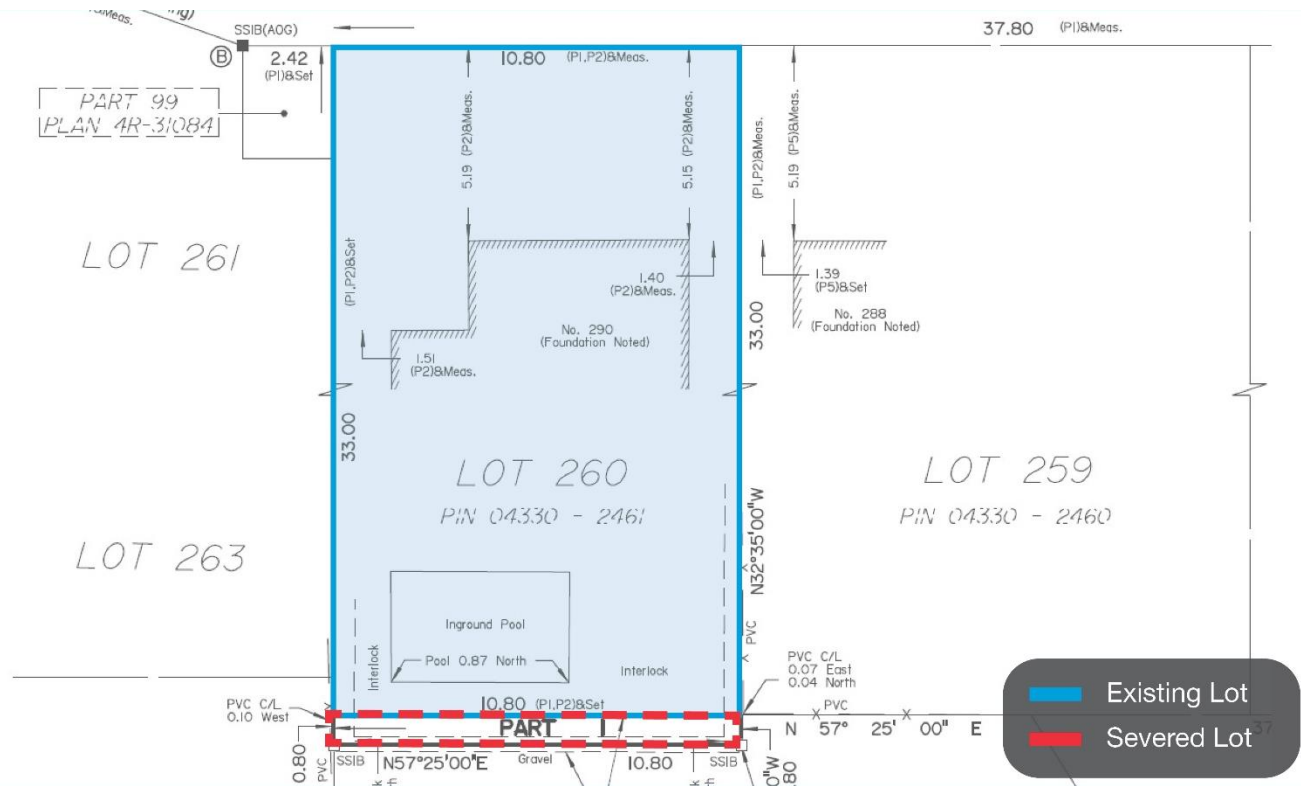 SSIB(AOG)
B
2.42
(P1)&Set
PART 99
PLAN 4R-31084
10.80 (P1,P2)&Meas.
37.80 (P1)&Meas.
5.19 (P2)&Meas.
5.15 (P2)&Meas.
(P1,P2)&Meas.
5.19 (P5)&Meas.
LOT 261
(P1,P2)&Set
1.40
(P2)&Meas.
1.39
(P5)&Set
No. 290
(Foundation Noted)
33.00
No. 288
(Foundation Noted)
1.51
(P2)&Meas.
33.00
LOT 260
PIN 04330 - 2461
LOT 259
PIN 04330 - 2460
N32°35'00"W
LOT 263
Inground Pool
Pool 0.87 North
Interlock
Interlock
PVC
PVC C/L
0.07 East
0.04 North
PVC C/L
0.10 West
10.80 (P1,P2)&Set
PART 1
PVC
N 57° 25' 00" E
37
0.80
PVC
SSIB
N57°25'00"E
Gravel
10.80
SSIB
Existing Lot
Severed Lot